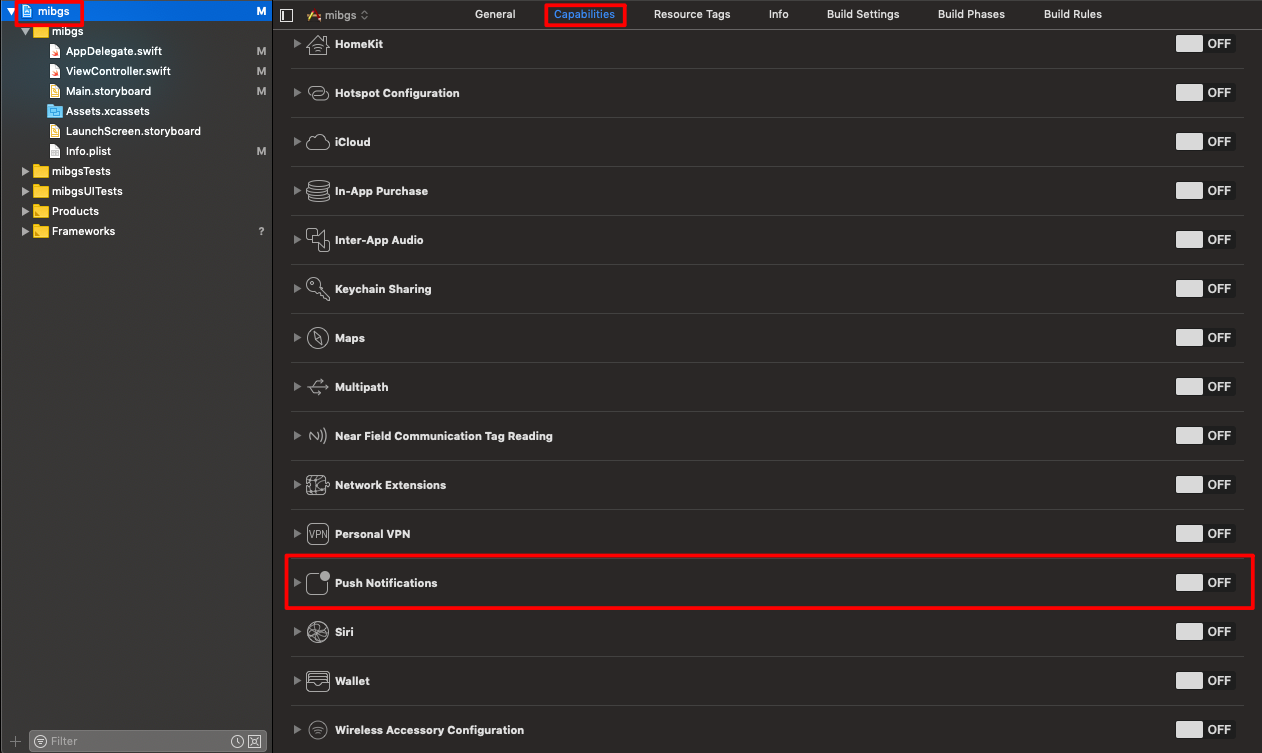 mibgs M
mibgs
AppDelegate.swift M
ViewController.swift M
Main.storyboard M
Assets.xcassets
LaunchScreen.storyboard
Info.plist M
mibgsTests
mibgsUITests
Products
Frameworks ?
Filter
mibgs General Capabilities Resource Tags Info Build Settings Build Phases Build Rules
HomeKit OFF
Hotspot Configuration OFF
iCloud OFF
In-App Purchase OFF
Inter-App Audio OFF
Keychain Sharing OFF
Maps OFF
Multipath OFF
Near Field Communication Tag Reading OFF
Network Extensions OFF
VPN Personal VPN OFF
Push Notifications OFF
Siri OFF
Wallet OFF
Wireless Accessory Configuration OFF